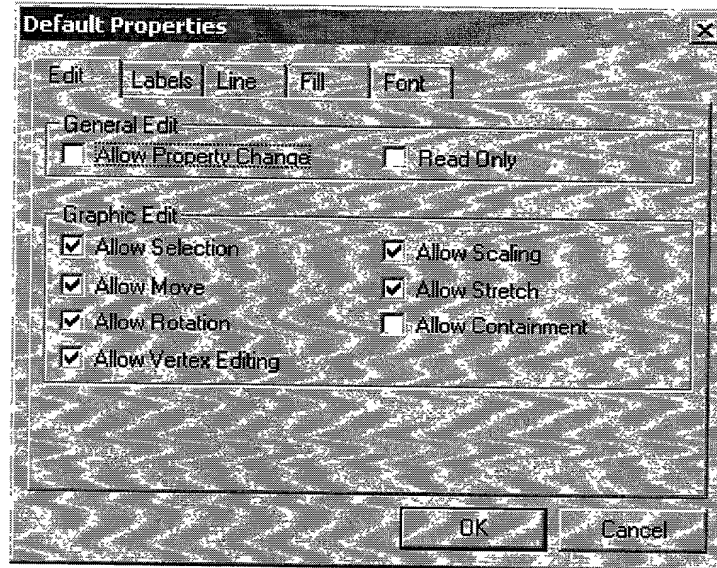 Default Properties
Edit Labels Line Fill Font
General Edit
Allow Property Change Read Only
Graphic Edit
Allow Selection Allow Scaling
Allow Move Allow Stretch
Allow Rotation Allow Containment
Allow Vertex Editing
OK Cancel